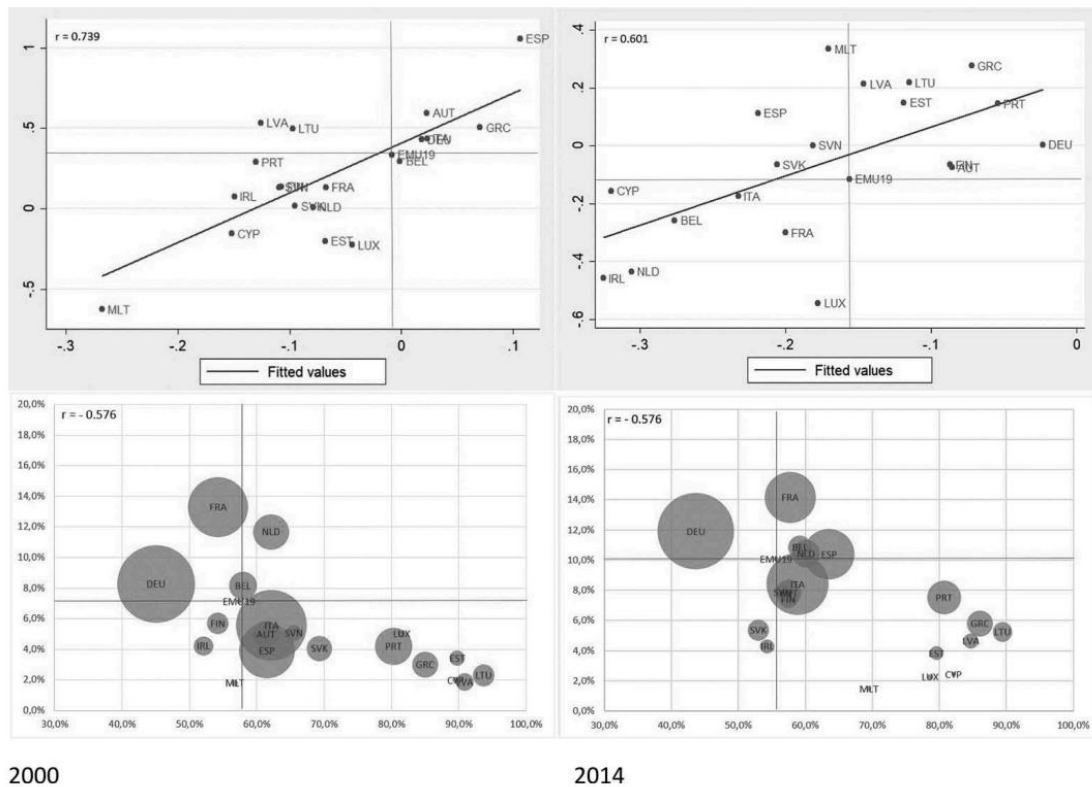 r = 0.739
1
.5
0
-.5
-.3
-.2
-.1
0
.1
ESP
AUT
GRC
ITA
DEU
LVA
LTU
EMU19
BEL
PRT
FRA
IRL
NLD
CYP
EST
LUX
MLT
Fitted values
r = 0.601
.4
.2
0
-.2
-.4
-.6
-.3
-.2
-.1
0
MLT
GRC
LVA
LTU
EST
PRT
ESP
SVN
DEU
SVK
FIN
AUT
EMU19
CYP
ITA
BEL
FRA
NLD
IRL
LUX
Fitted values
r = - 0.576
20,0%
18,0%
16,0%
14,0%
12,0%
10,0%
8,0%
6,0%
4,0%
2,0%
0,0%
30,0%
40,0%
50,0%
60,0%
70,0%
80,0%
90,0%
100,0%
FRA
NLD
DEU
BEL
EMU19
FIN
ITA
AUT
SVN
LUX
IRL
ESP
SVK
PRT
EST
GRC
LTU
MLT
r = - 0.576
20,0%
18,0%
16,0%
14,0%
12,0%
10,0%
8,0%
6,0%
4,0%
2,0%
0,0%
30,0%
40,0%
50,0%
60,0%
70,0%
80,0%
90,0%
100,0%
FRA
DEU
BEL
NLD
ESP
EMU19
ITA
FIN
PRT
SVK
GRC
LTU
IRL
LVA
EST
LUX
CYP
MLT
2000
2014